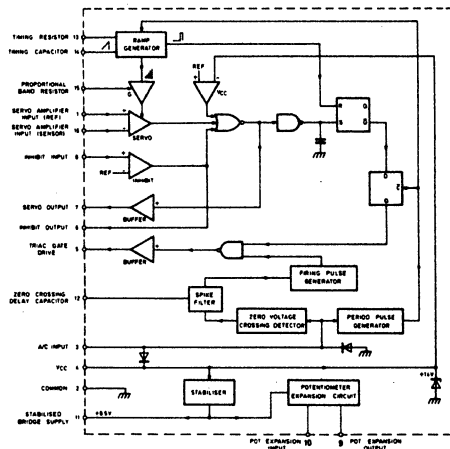 TIMING RESISTOR 13
TIMING CAPACITOR 14
RAMP
GENERATOR
PROPORTIONAL
BAND RESISTOR 15
G
REF
VCC
SERVO AMPLIFIER
INPUT (REF) 1
SERVO AMPLIFIER
INPUT (SENSOR) 16
SERVO
R Q
S Q
INHIBIT INPUT 8
REF
INHIBIT
D
C
Q
SERVO OUTPUT 7
BUFFER
INHIBIT OUTPUT 6
TRIAC GATE
DRIVE 5
BUFFER
FIRING PULSE
GENERATOR
ZERO CROSSING
DELAY CAPACITOR 12
SPIKE
FILTER
ZERO VOLTAGE
CROSSING DETECTOR
PERIOD PULSE
GENERATOR
A/C INPUT 3
VCC 4
+14V
COMMON 2
STABILISER
POTENTIOMETER
EXPANSION
CIRCUIT
STABILISED
BRIDGE SUPPLY 11
POT EXPANSION
INPUT 10
9 POT EXPANSION
OUTPUT